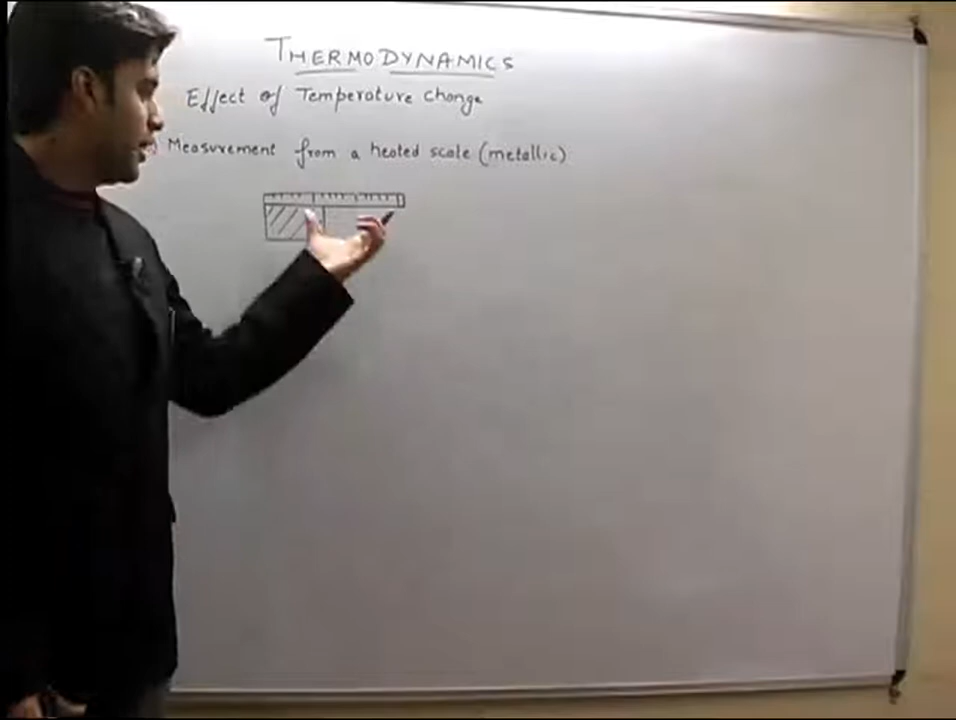 THERMODYNAMICS
Effect of Temperature change
) Measurement from a heated scale (metallic)